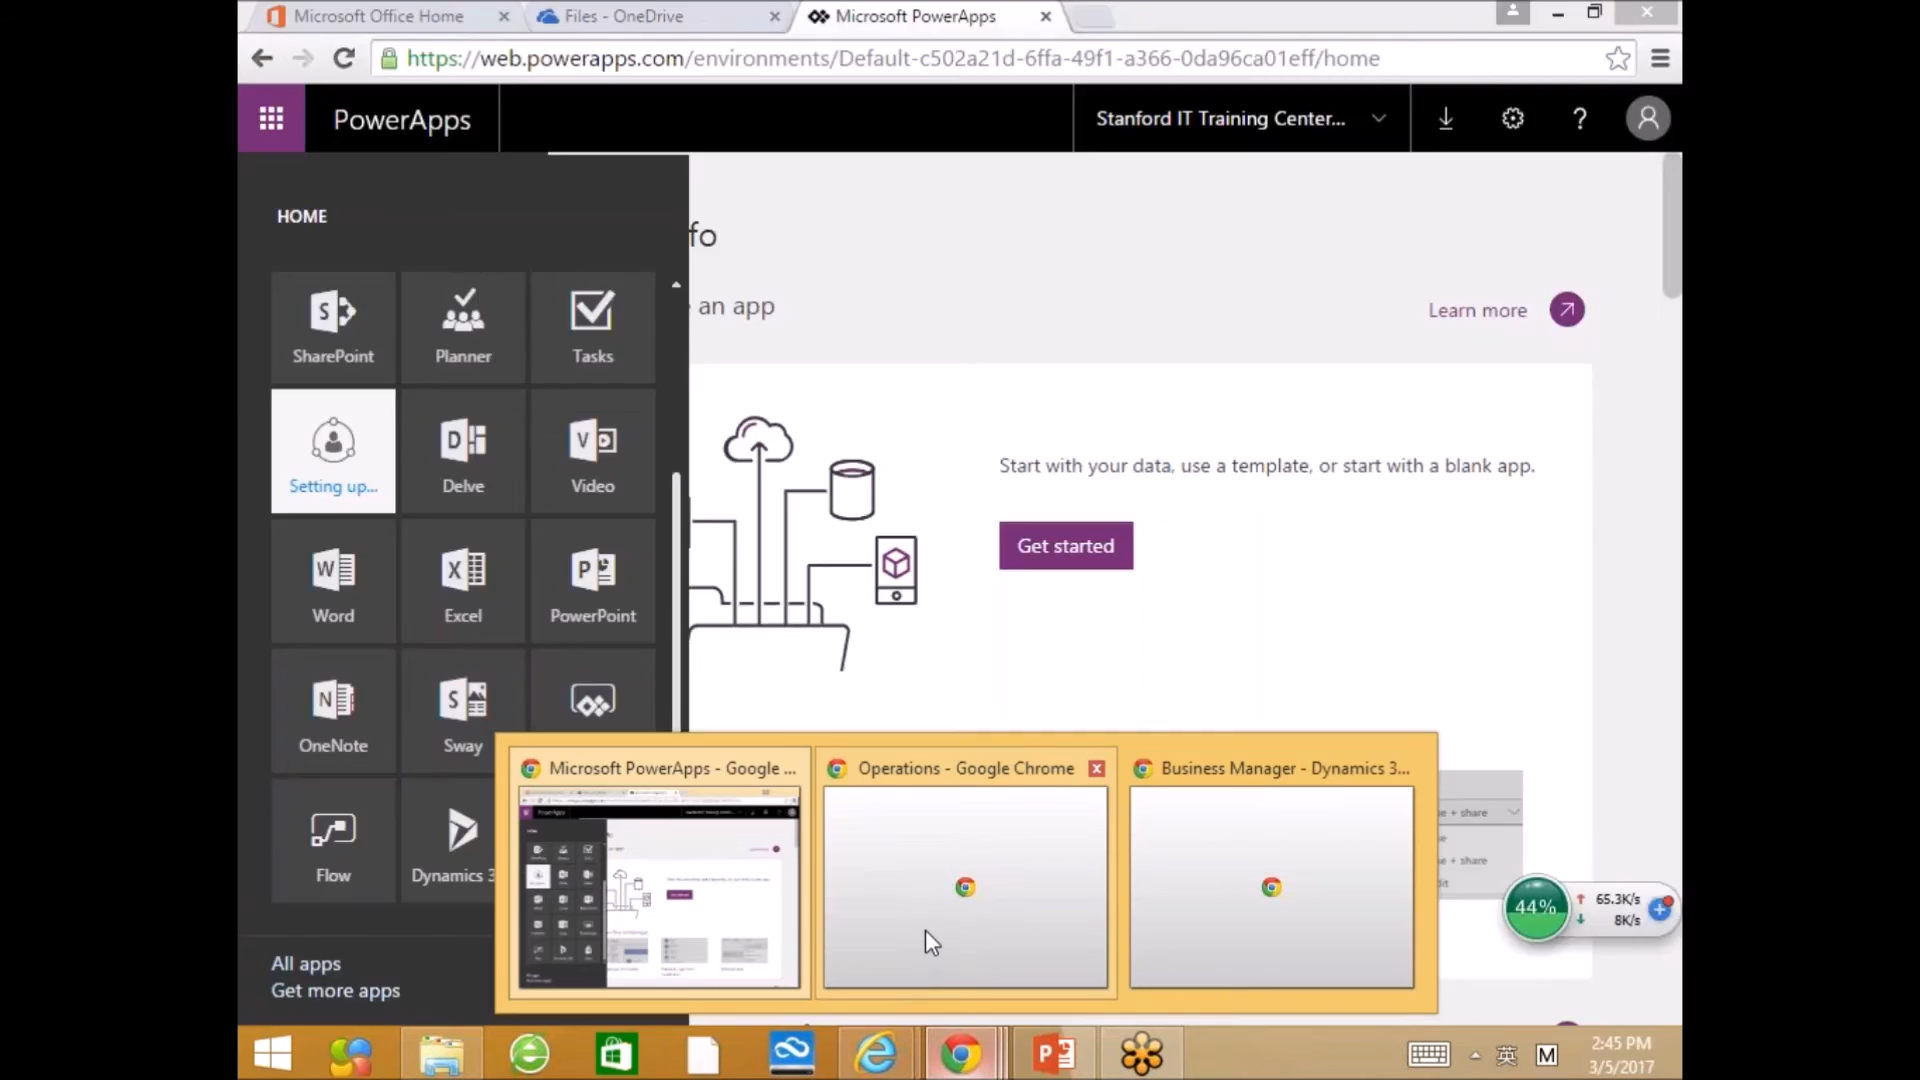 Microsoft Office Home
Files - OneDrive
Microsoft PowerApps
https://web.powerapps.com/environments/Default-c502a21d-6ffa-49f1-a366-0da96ca01eff/home
PowerApps
Stanford IT Training Center...
?
HOME
fo
an app
Learn more
SharePoint
Planner
Tasks
Setting up...
Delve
Video
Start with your data, use a template, or start with a blank app.
Get started
Word
Excel
PowerPoint
OneNote
Sway
Flow
Dynamics 3
Microsoft PowerApps - Google ...
Operations - Google Chrome
Business Manager - Dynamics 3...
e + share
e + share
dit
44%
65.3K/s
8K/s
All apps
Get more apps
英
M
2:45 PM
3/5/2017